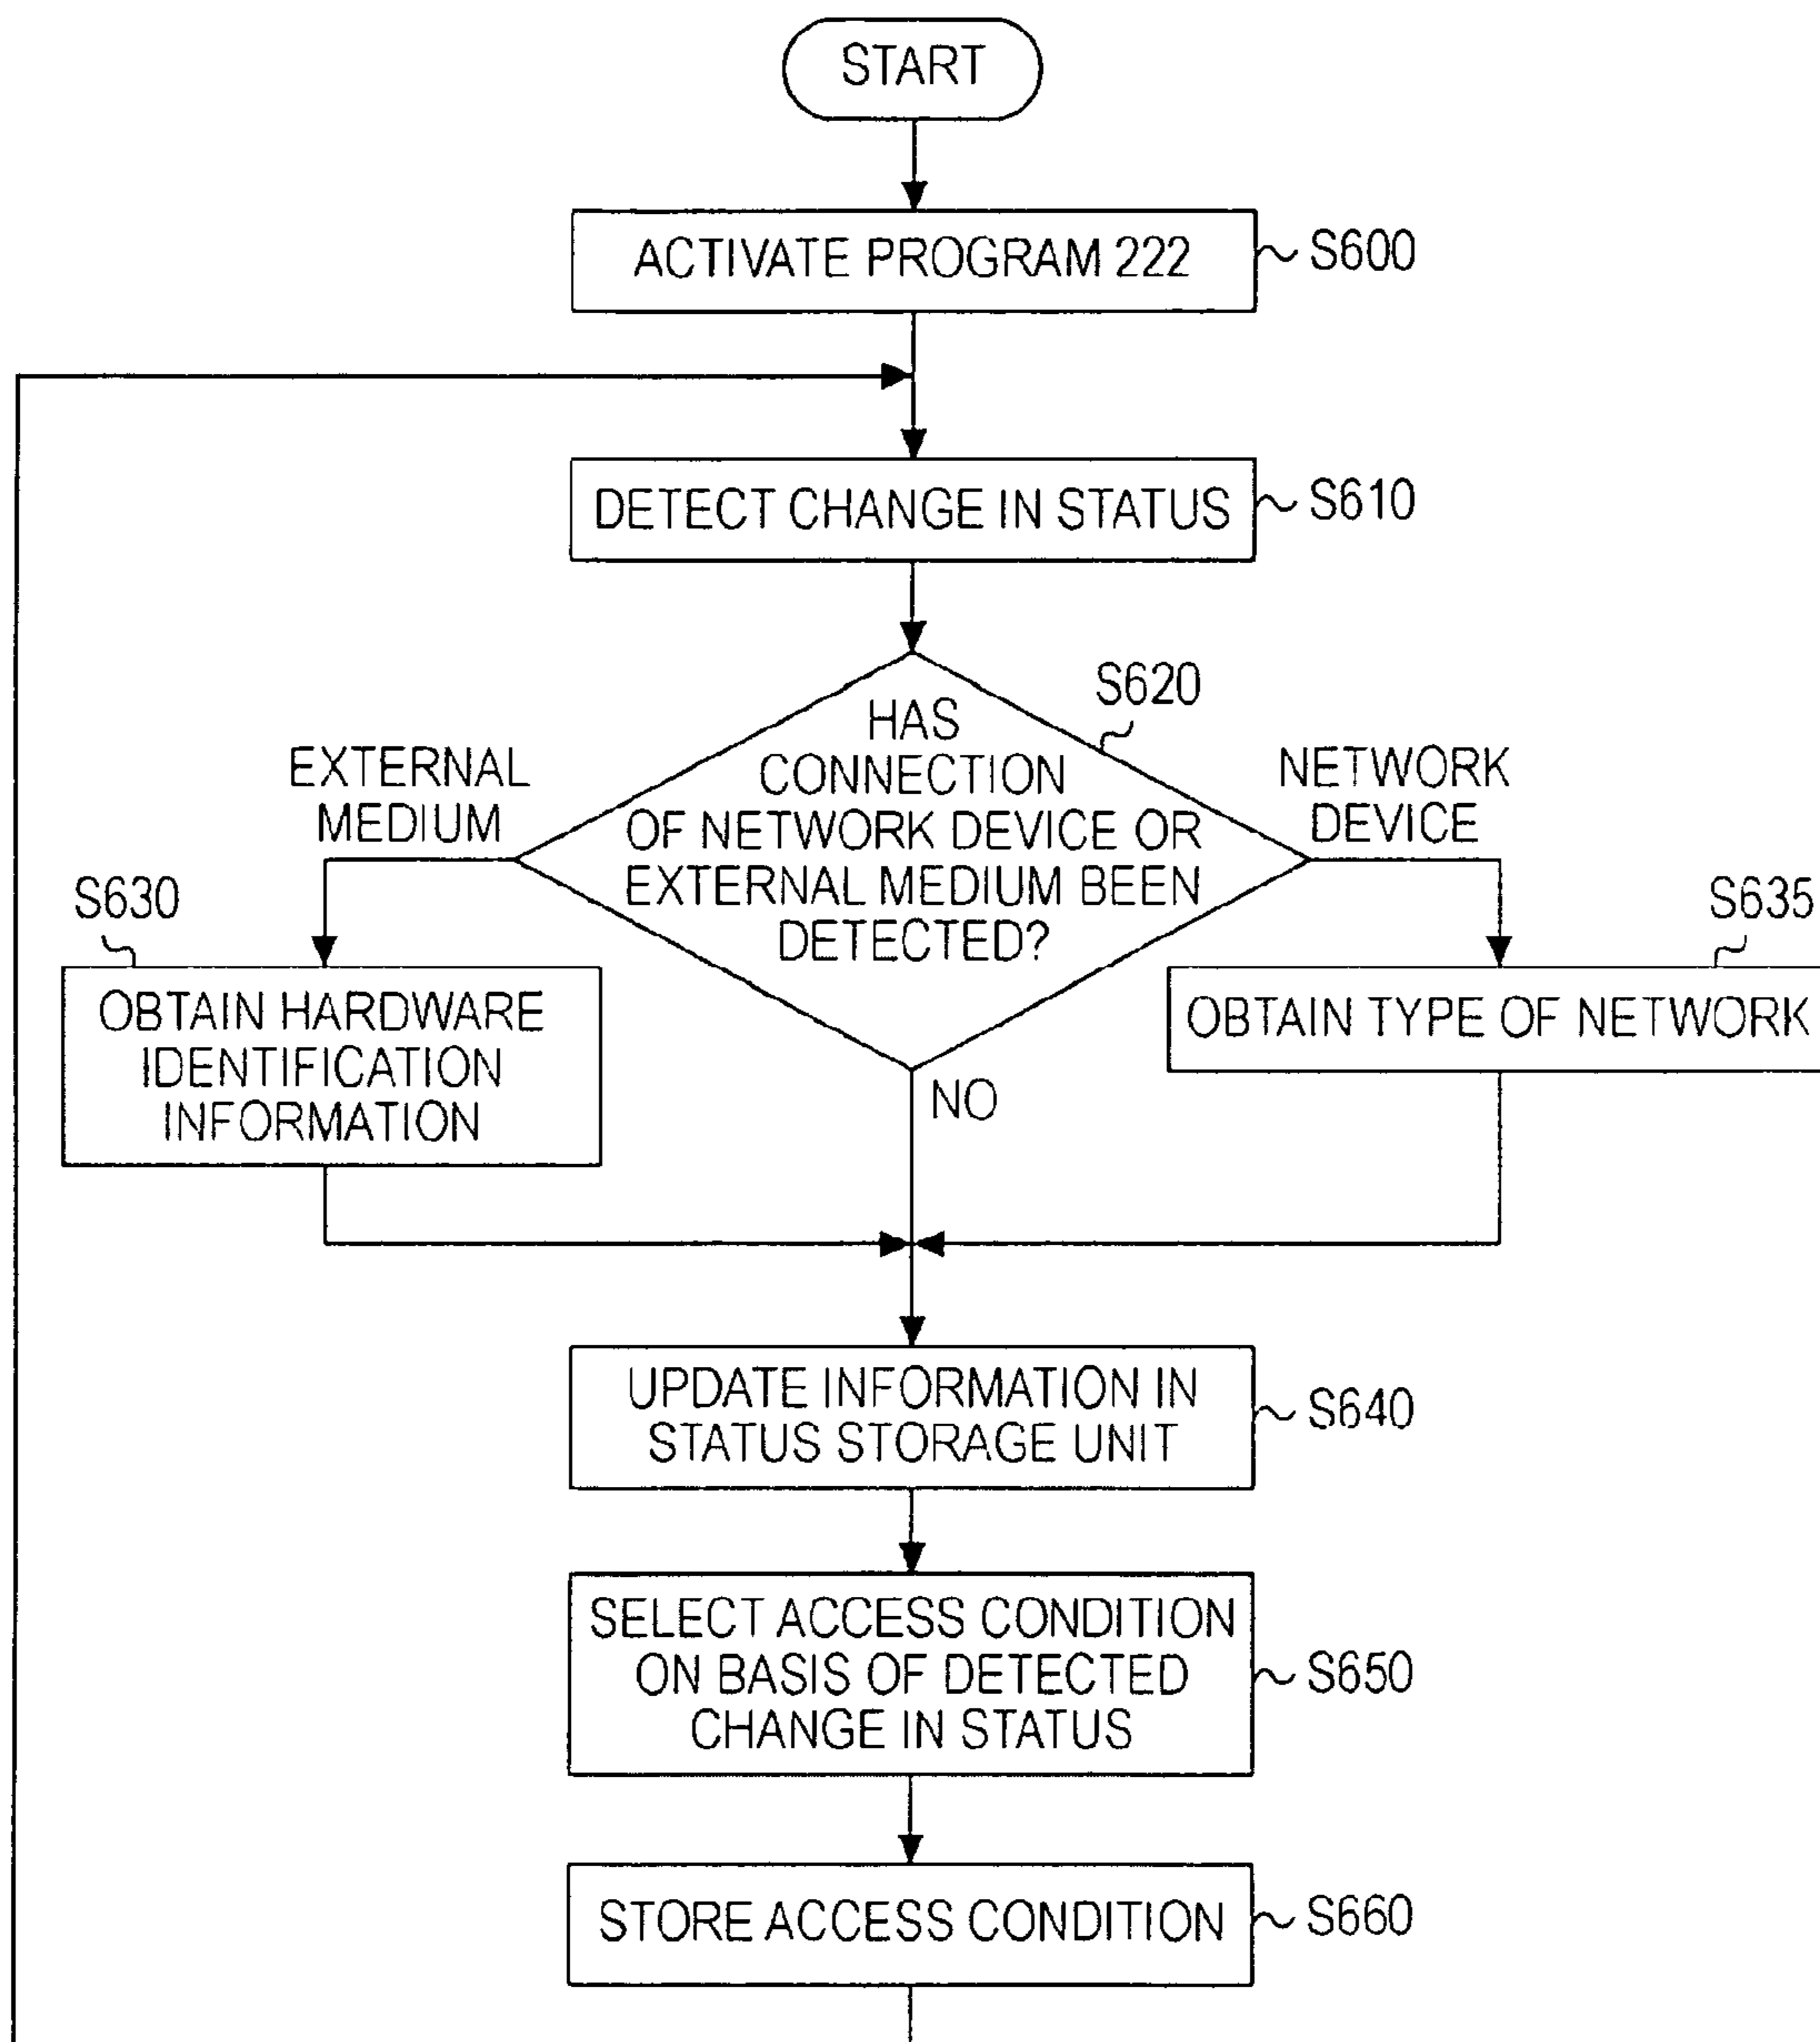 START
ACTIVATE PROGRAM 222
S600
DETECT CHANGE IN STATUS
S610
S620
HAS
CONNECTION
OF NETWORK DEVICE OR
EXTERNAL MEDIUM BEEN
DETECTED?
EXTERNAL
MEDIUM
NETWORK
DEVICE
S630
OBTAIN HARDWARE
IDENTIFICATION
INFORMATION
S635
OBTAIN TYPE OF NETWORK
NO
UPDATE INFORMATION IN
STATUS STORAGE UNIT
S640
SELECT ACCESS CONDITION
ON BASIS OF DETECTED
CHANGE IN STATUS
S650
STORE ACCESS CONDITION
S660